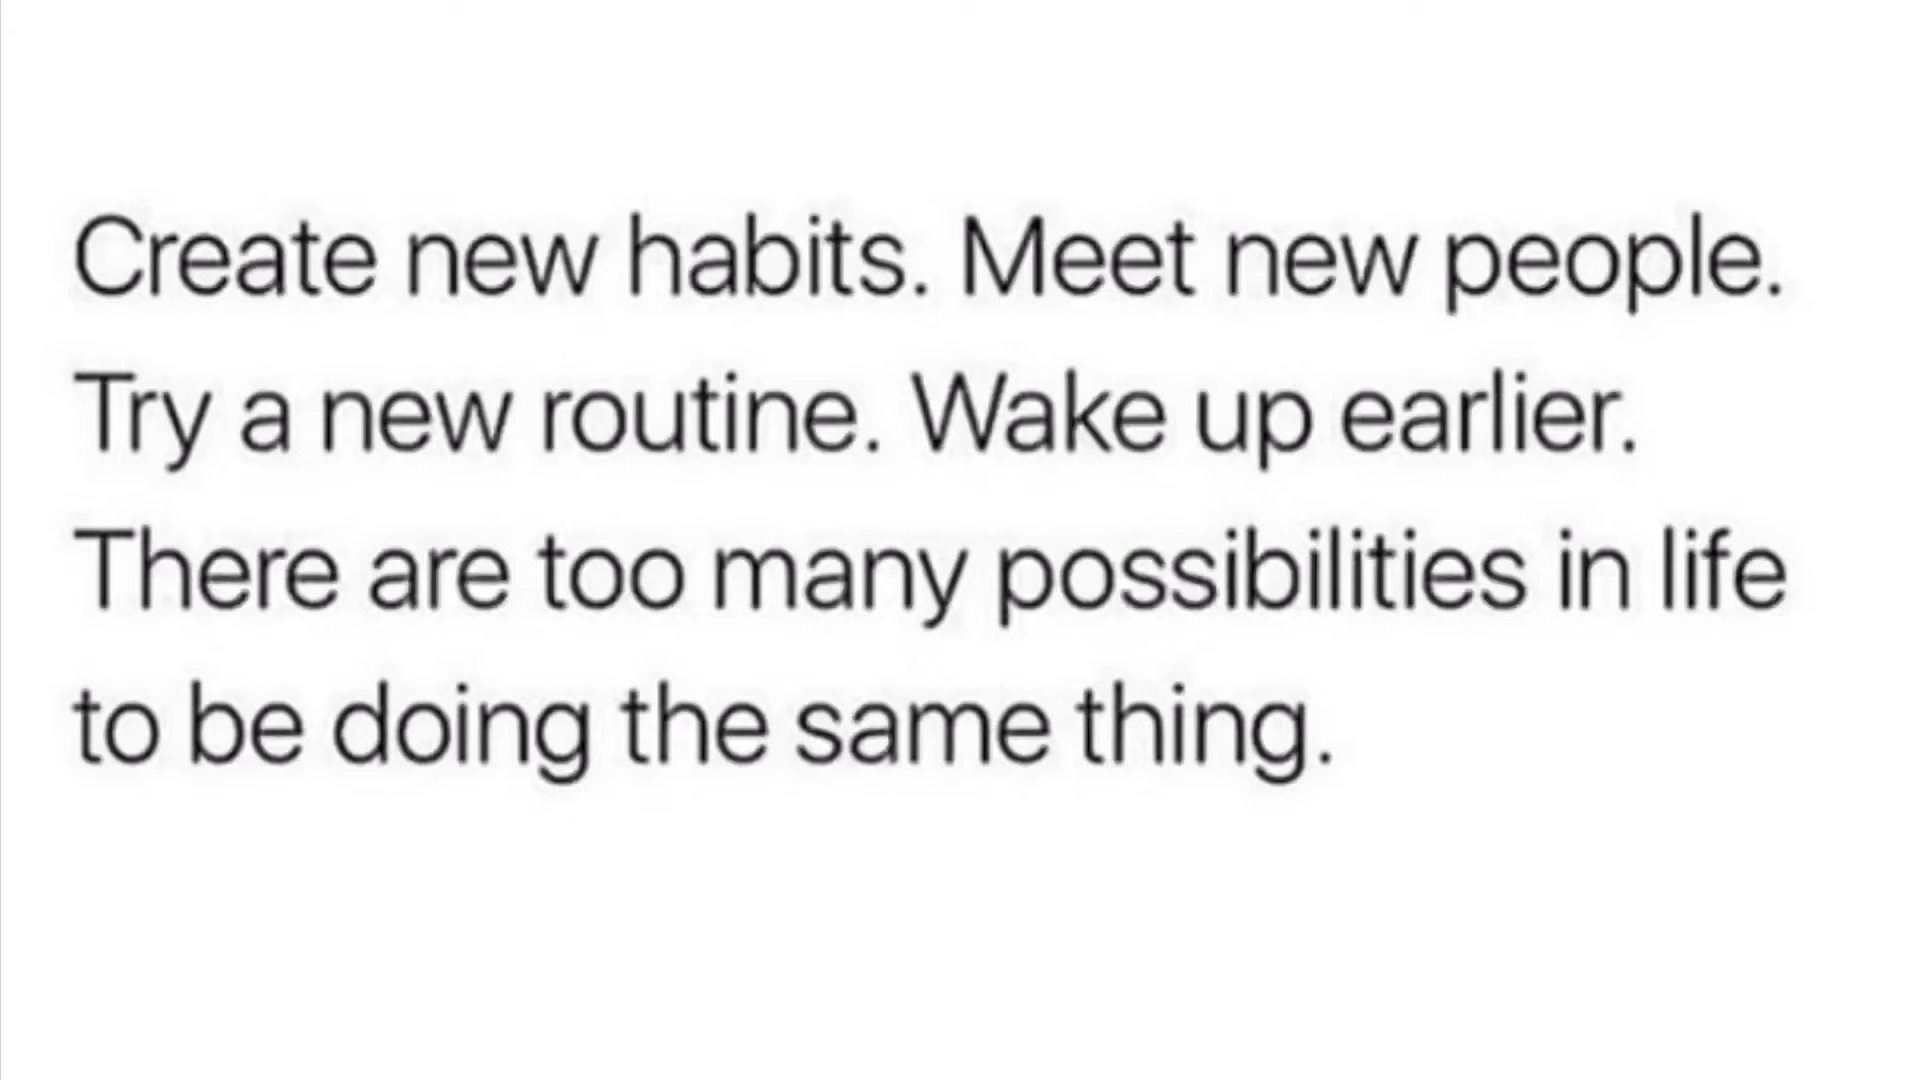 Create new habits. Meet new people.
Try a new routine. Wake up earlier.
There are too many possibilities in life
to be doing the same thing.